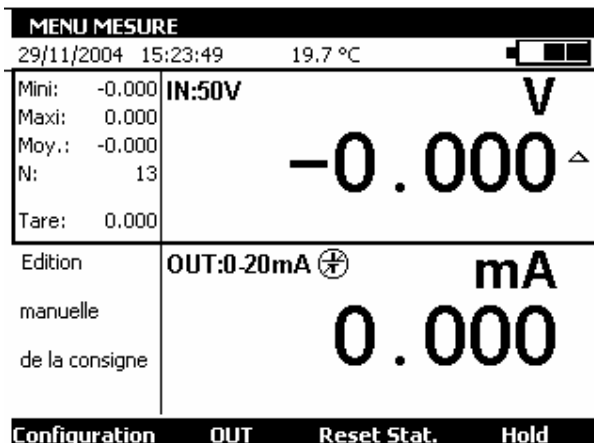 MENU MESURE
29/11/2004 15:23:49 19.7 °C
Mini: -0.000
Maxi: 0.000
Moy.: -0.000
N: 13
Tare: 0.000
IN:50V
V
-0.000
Edition
manuelle
de la consigne
OUT:0-20mA
mA
0.000
Configuration OUT Reset Stat. Hold